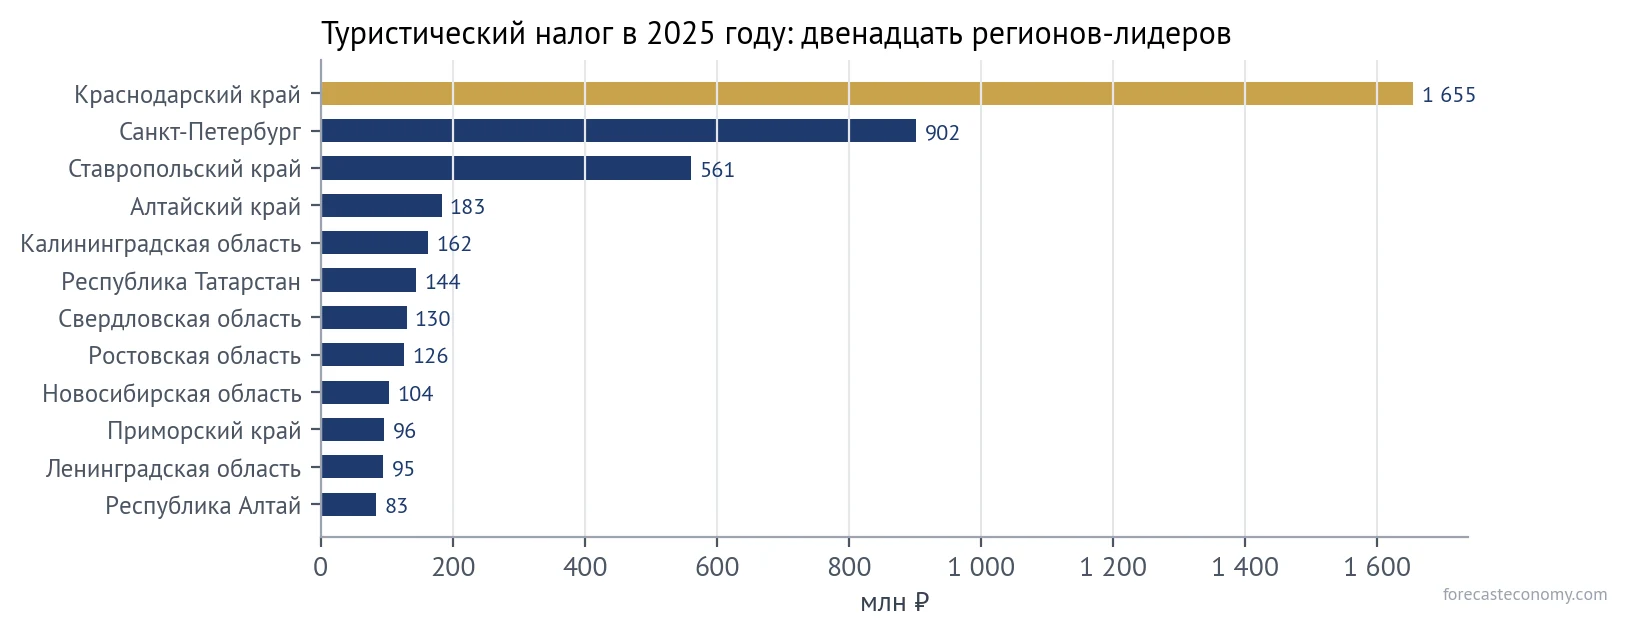 Туристический налог в 2025 году: двенадцать регионов-лидеров
Краснодарский край 1 655
Санкт-Петербург 902
Ставропольский край 561
Алтайский край 183
Калининградская область 162
Республика Татарстан 144
Свердловская область 130
Ростовская область 126
Новосибирская область 104
Приморский край 96
Ленинградская область 95
Республика Алтай 83
0 200 400 600 800 1 000 1 200 1 400 1 600
млн ₽
forecasteconomy.com